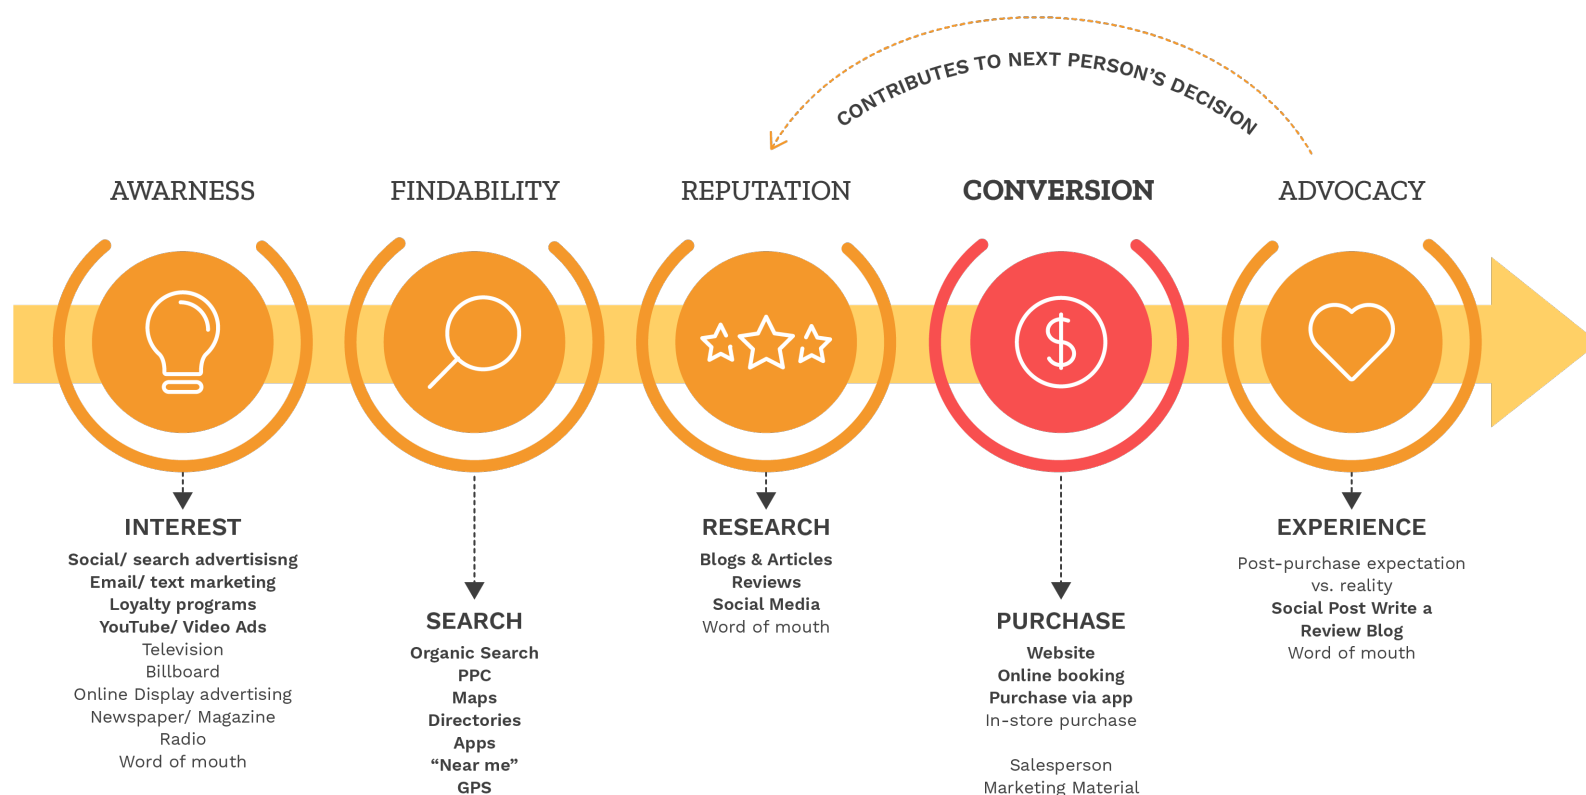 CONTRIBUTES TO NEXT PERSON’S DECISION
AWARNESS
FINDABILITY
REPUTATION
CONVERSION
ADVOCACY
INTEREST
Social/ search advertisisng
Email/ text marketing
Loyalty programs
YouTube/ Video Ads
Television
Billboard
Online Display advertising
Newspaper/ Magazine
Radio
Word of mouth
SEARCH
Organic Search
PPC
Maps
Directories
Apps
“Near me”
GPS
RESEARCH
Blogs & Articles
Reviews
Social Media
Word of mouth
PURCHASE
Website
Online booking
Purchase via app
In-store purchase
Salesperson
Marketing Material
EXPERIENCE
Post-purchase expectation
vs. reality
Social Post Write a
Review Blog
Word of mouth